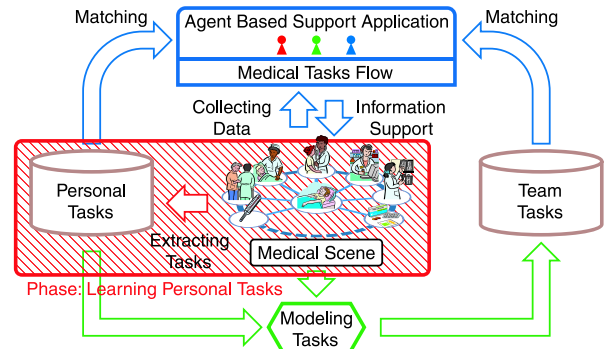 Matching
Agent Based Support Application
Matching
Medical Tasks Flow
Collecting
Data
Information
Support
Personal
Tasks
Team
Tasks
Extracting
Tasks
Medical Scene
Phase: Learning Personal Tasks
Modeling
Tasks